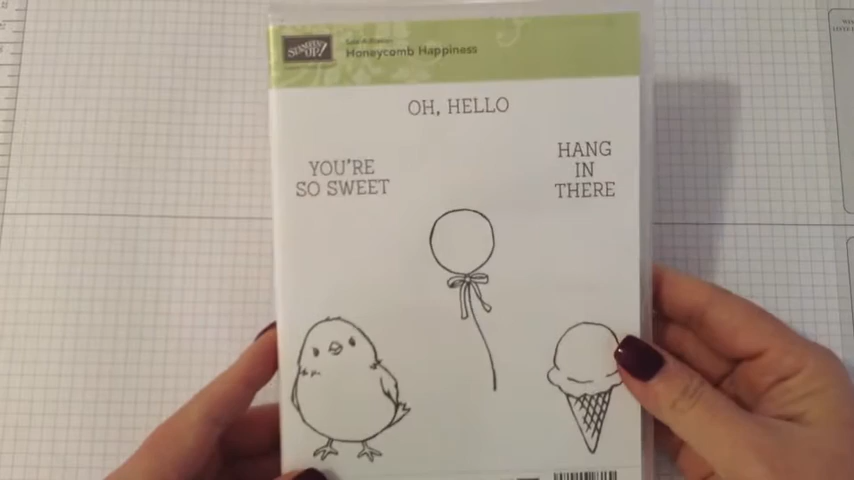 STAMPIN' UP!
Honeycomb Happiness
OH, HELLO
YOU'RE
SO SWEET
HANG
IN
THERE